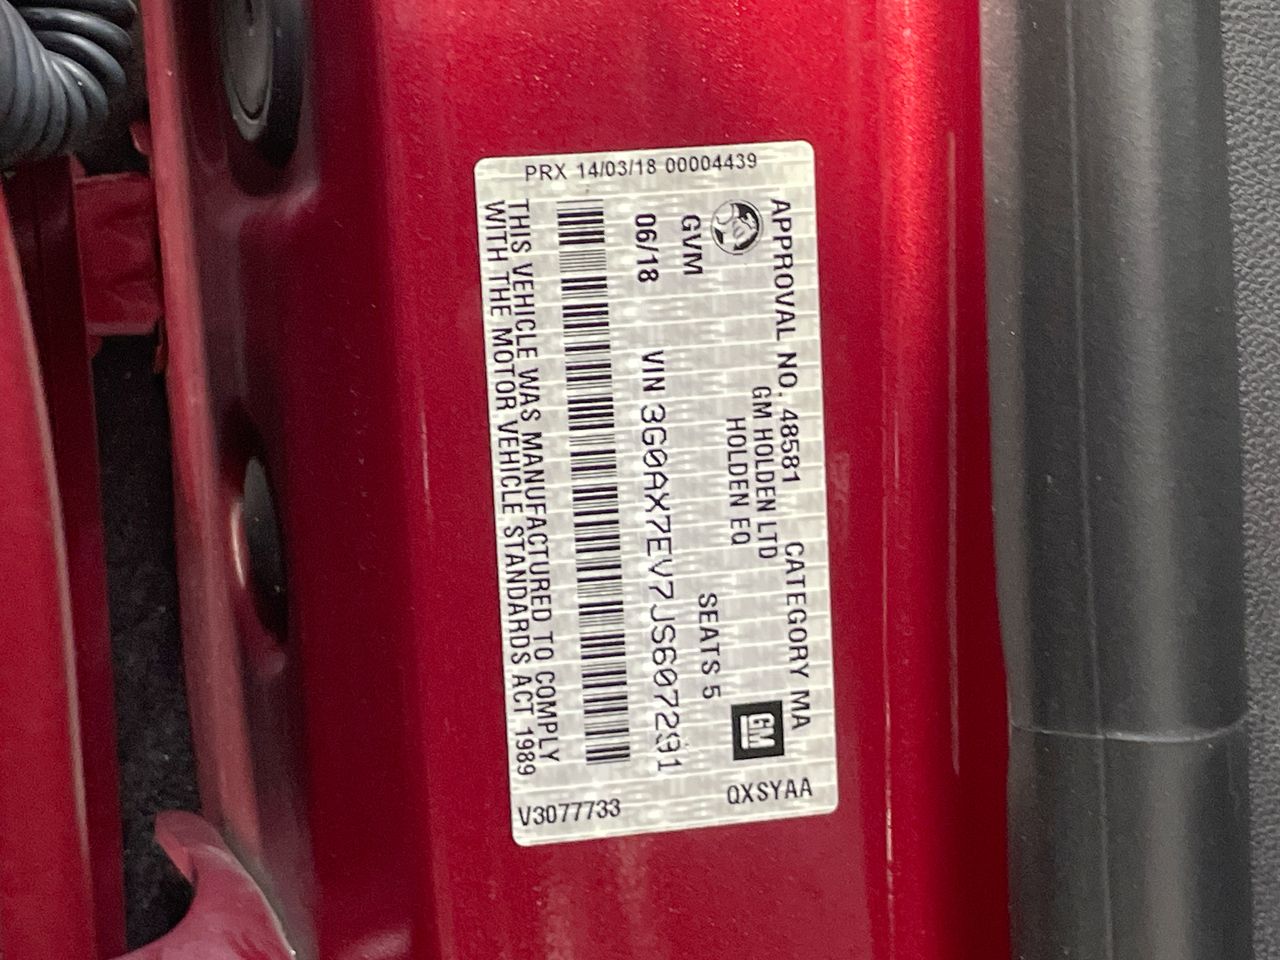 PRX 14/03/18 00004439
APPROVAL NO. 48581 CATEGORY MA
GM HOLDEN LTD
HOLDEN EQ
GM
GVM SEATS 5
06/18 VIN 3G0AX7EV7JS607291
THIS VEHICLE WAS MANUFACTURED TO COMPLY
WITH THE MOTOR VEHICLE STANDARDS ACT 1989
V3077733 QXSYAA